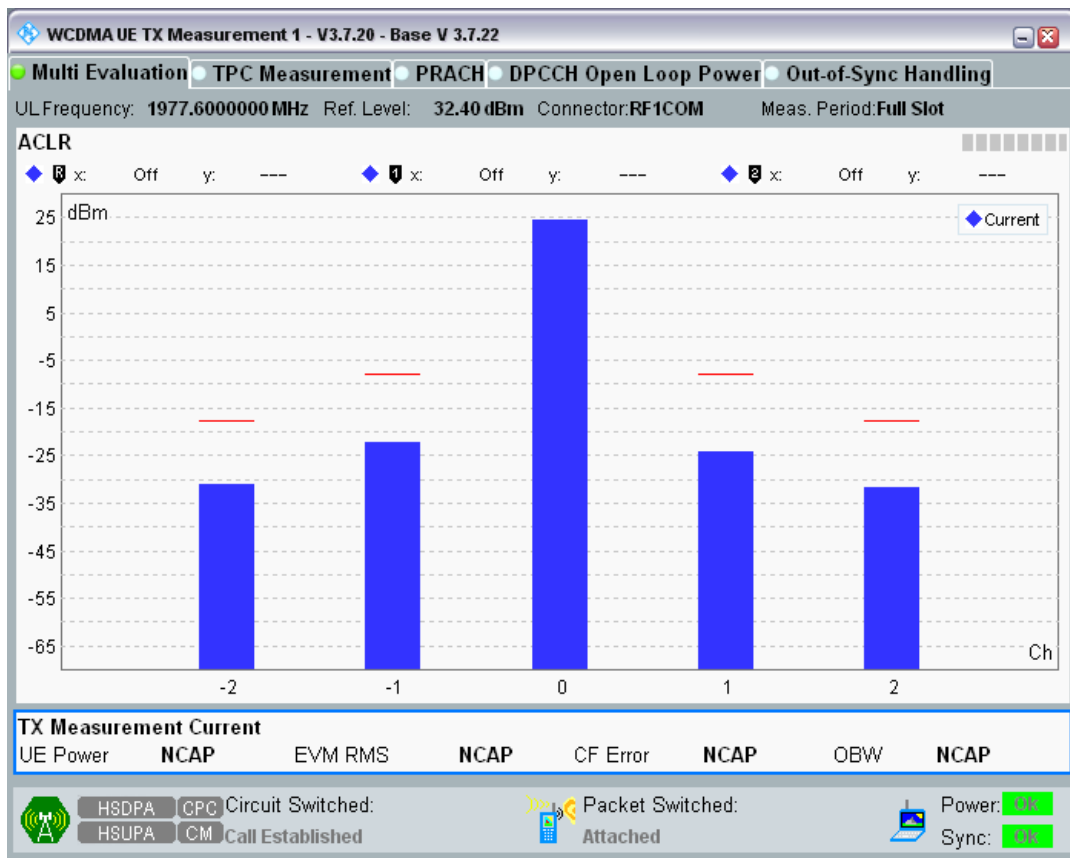 WCDMA UE TX Measurement 1 - V3.7.20 - Base V 3.7.22
Multi Evaluation TPC Measurement PRACH DPCCH Open Loop Power Out-of-Sync Handling
UL Frequency: 1977.6000000 MHz Ref. Level: 32.40 dBm Connector:RF1COM Meas. Period:Full Slot
ACLR
R x: Off y: --- 1 x: Off y: --- 2 x: Off y: ---
dBm
Current
25
15
5
-5
-15
-25
-35
-45
-55
-65
Ch
-2 -1 0 1 2
TX Measurement Current
UE Power NCAP EVM RMS NCAP CF Error NCAP OBW NCAP
HSDPA CPC Circuit Switched: Packet Switched: Power: Ok
HSUPA CM Call Established Attached Sync: Ok